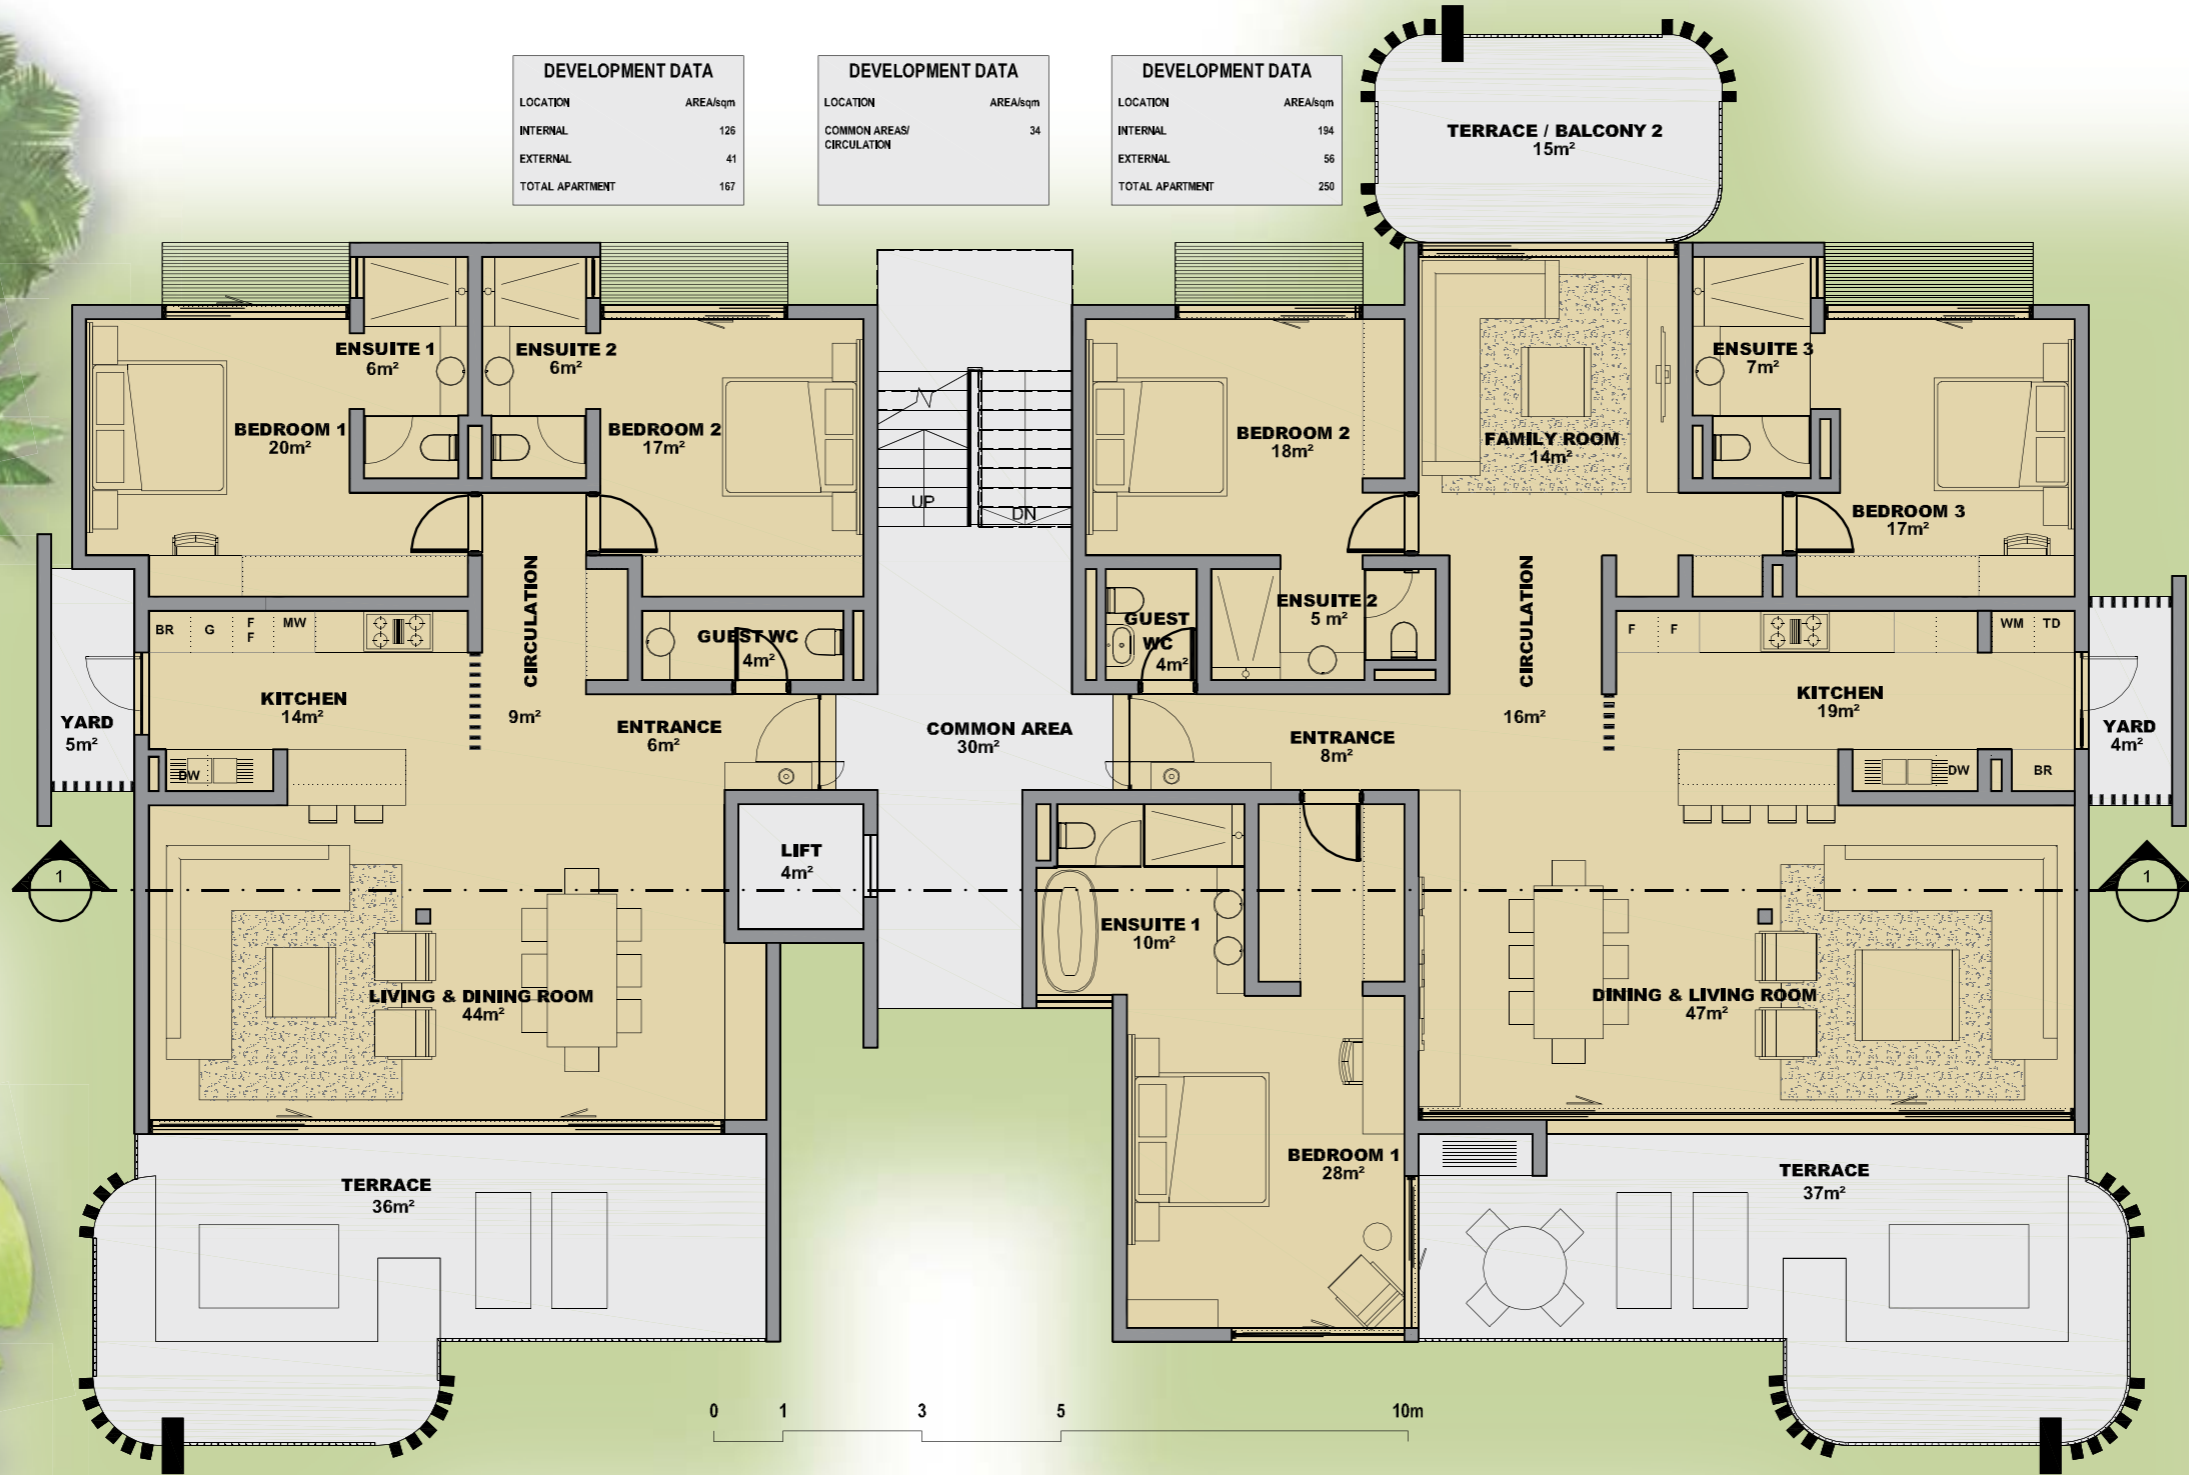 DEVELOPMENT DATA
LOCATION AREA/sqm
INTERNAL 126
EXTERNAL 41
TOTAL APARTMENT 167
DEVELOPMENT DATA
LOCATION AREA/sqm
COMMON AREAS/ 34
CIRCULATION
DEVELOPMENT DATA
LOCATION AREA/sqm
INTERNAL 194
EXTERNAL 56
TOTAL APARTMENT 250
TERRACE / BALCONY 2
15m²
ENSUITE 1
6m²
ENSUITE 2
6m²
BEDROOM 1
20m²
BEDROOM 2
17m²
UP
DN
BEDROOM 2
18m²
FAMILY ROOM
14m²
ENSUITE 3
7m²
BEDROOM 3
17m²
BR
G
F
F
MW
CIRCULATION
9m²
GUEST WC
4m²
GUEST
WC
4m²
ENSUITE 2
5 m²
CIRCULATION
16m²
F
F
WM
TD
YARD
5m²
KITCHEN
14m²
ENTRANCE
6m²
COMMON AREA
30m²
ENTRANCE
8m²
KITCHEN
19m²
YARD
4m²
DW
DW
BR
LIFT
4m²
1
1
ENSUITE 1
10m²
LIVING & DINING ROOM
44m²
DINING & LIVING ROOM
47m²
BEDROOM 1
28m²
TERRACE
36m²
TERRACE
37m²
0 1 3 5 10m